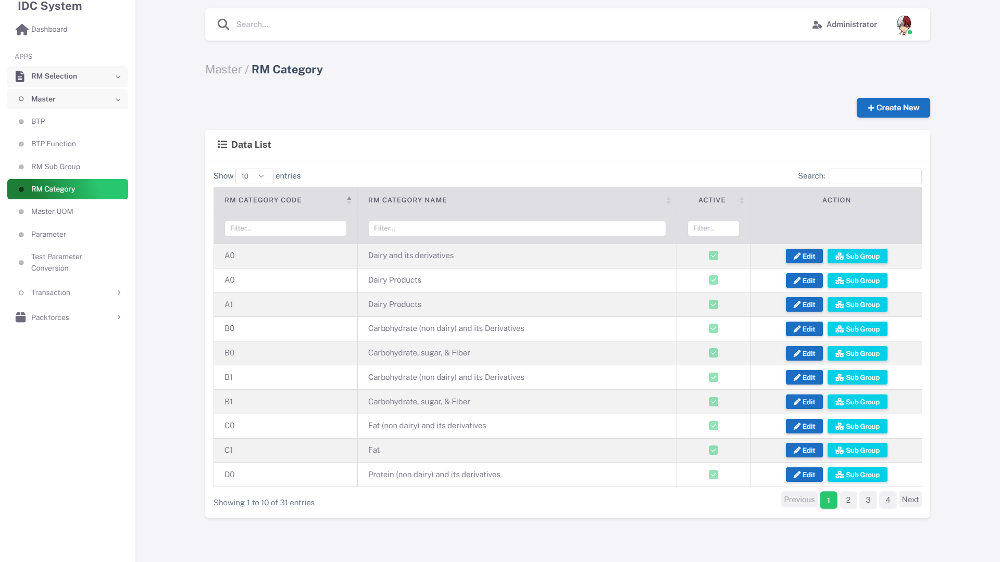 IDC System
Dashboard
APPS
RM Selection
Master
BTP
BTP Function
RM Sub Group
RM Category
Master UOM
Parameter
Test Parameter
Conversion
Transaction
Packforces
Search...
Administrator
Master / RM Category
+ Create New
Data List
Show 10 entries
Search:
RM CATEGORY CODE RM CATEGORY NAME ACTIVE ACTION
Filter... Filter... Filter...
A0 Dairy and its derivatives Edit Sub Group
A0 Dairy Products Edit Sub Group
A1 Dairy Products Edit Sub Group
B0 Carbohydrate (non dairy) and its Derivatives Edit Sub Group
B0 Carbohydrate, sugar, & Fiber Edit Sub Group
B1 Carbohydrate (non dairy) and its Derivatives Edit Sub Group
B1 Carbohydrate, sugar, & Fiber Edit Sub Group
C0 Fat (non dairy) and its derivatives Edit Sub Group
C1 Fat Edit Sub Group
D0 Protein (non dairy) and its derivatives Edit Sub Group
Showing 1 to 10 of 31 entries
Previous 1 2 3 4 Next